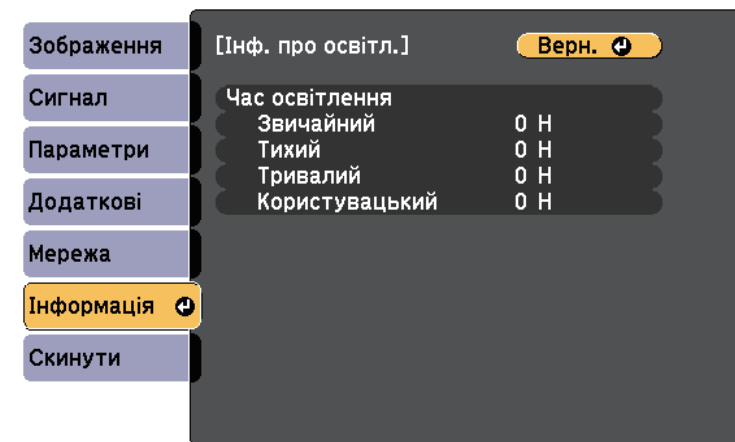 Зображення
Сигнал
Параметри
Додаткові
Мережа
Інформація
Скинути
[Інф. про освітл.] Верн.
Час освітлення
Звичайний 0 H
Тихий 0 H
Тривалий 0 H
Користувацький 0 H